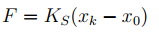 F = K_S(x_k − x_0)